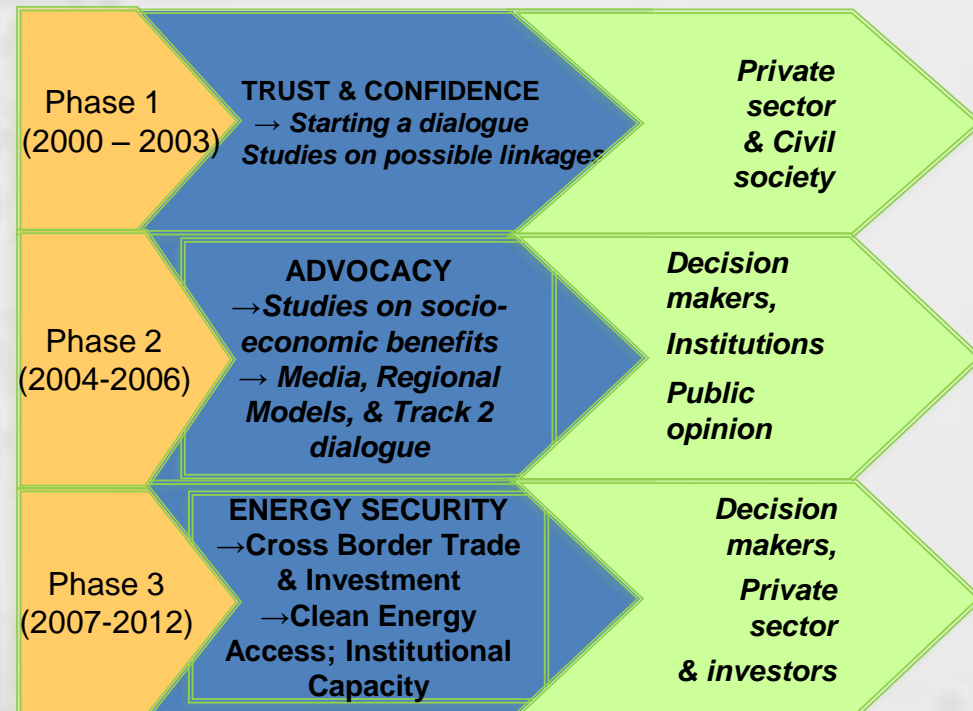 Phase 1
(2000 – 2003)
TRUST & CONFIDENCE
→ Starting a dialogue
Studies on possible linkages
Private
sector
& Civil
society
Phase 2
(2004-2006)
ADVOCACY
→Studies on socio-
economic benefits
→ Media, Regional
Models, & Track 2
dialogue
Decision
makers,
Institutions
Public
opinion
Phase 3
(2007-2012)
ENERGY SECURITY
→Cross Border Trade
& Investment
→Clean Energy
Access; Institutional
Capacity
Decision
makers,
Private
sector
& investors